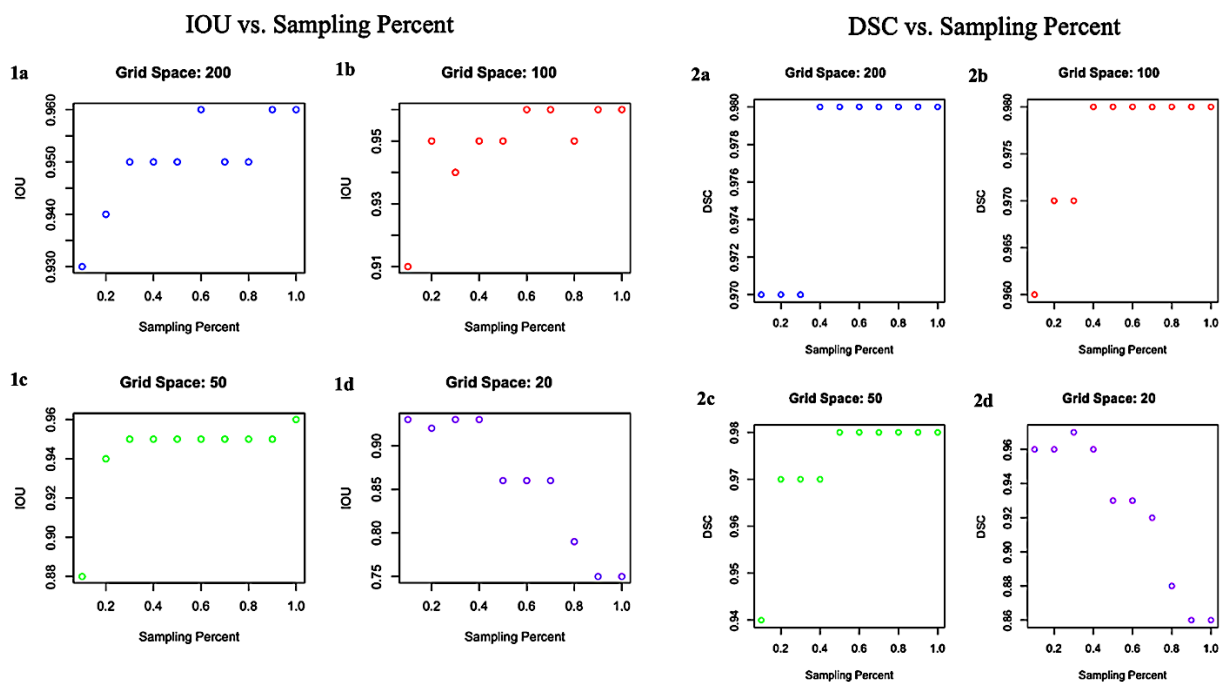 IOU vs. Sampling Percent
1a
Grid Space: 200
IOU
0.930
0.940
0.950
0.960
0.2 0.4 0.6 0.8 1.0
Sampling Percent
1b
Grid Space: 100
IOU
0.91
0.93
0.95
0.2 0.4 0.6 0.8 1.0
Sampling Percent
1c
Grid Space: 50
IOU
0.88
0.90
0.92
0.94
0.96
0.2 0.4 0.6 0.8 1.0
Sampling Percent
1d
Grid Space: 20
IOU
0.75
0.80
0.85
0.90
0.2 0.4 0.6 0.8 1.0
Sampling Percent
DSC vs. Sampling Percent
2a
Grid Space: 200
DSC
0.970
0.972
0.974
0.976
0.978
0.980
0.2 0.4 0.6 0.8 1.0
Sampling Percent
2b
Grid Space: 100
DSC
0.960
0.965
0.970
0.975
0.980
0.2 0.4 0.6 0.8 1.0
Sampling Percent
2c
Grid Space: 50
DSC
0.94
0.95
0.96
0.97
0.98
0.2 0.4 0.6 0.8 1.0
Sampling Percent
2d
Grid Space: 20
DSC
0.86
0.88
0.90
0.92
0.94
0.96
0.2 0.4 0.6 0.8 1.0
Sampling Percent